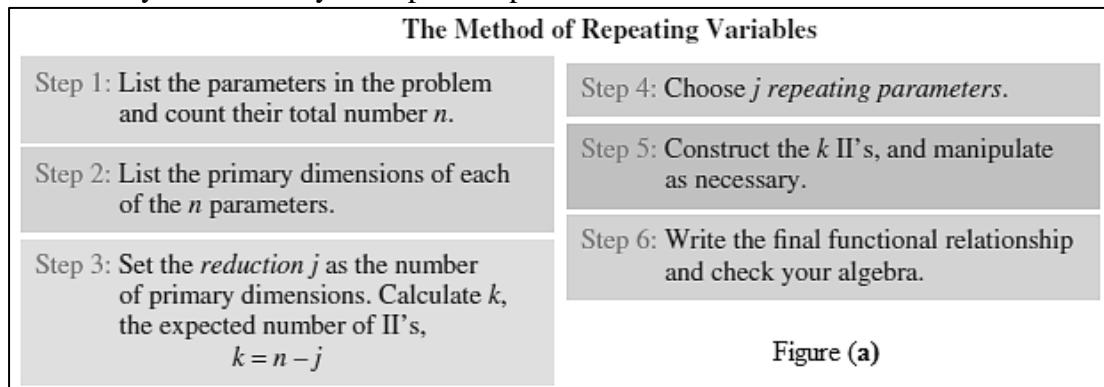 The Method of Repeating Variables
Step 1: List the parameters in the problem
and count their total number n.
Step 2: List the primary dimensions of each
of the n parameters.
Step 3: Set the reduction j as the number
of primary dimensions. Calculate k,
the expected number of II's,
k = n – j
Step 4: Choose j repeating parameters.
Step 5: Construct the k II's, and manipulate
as necessary.
Step 6: Write the final functional relationship
and check your algebra.
Figure (a)